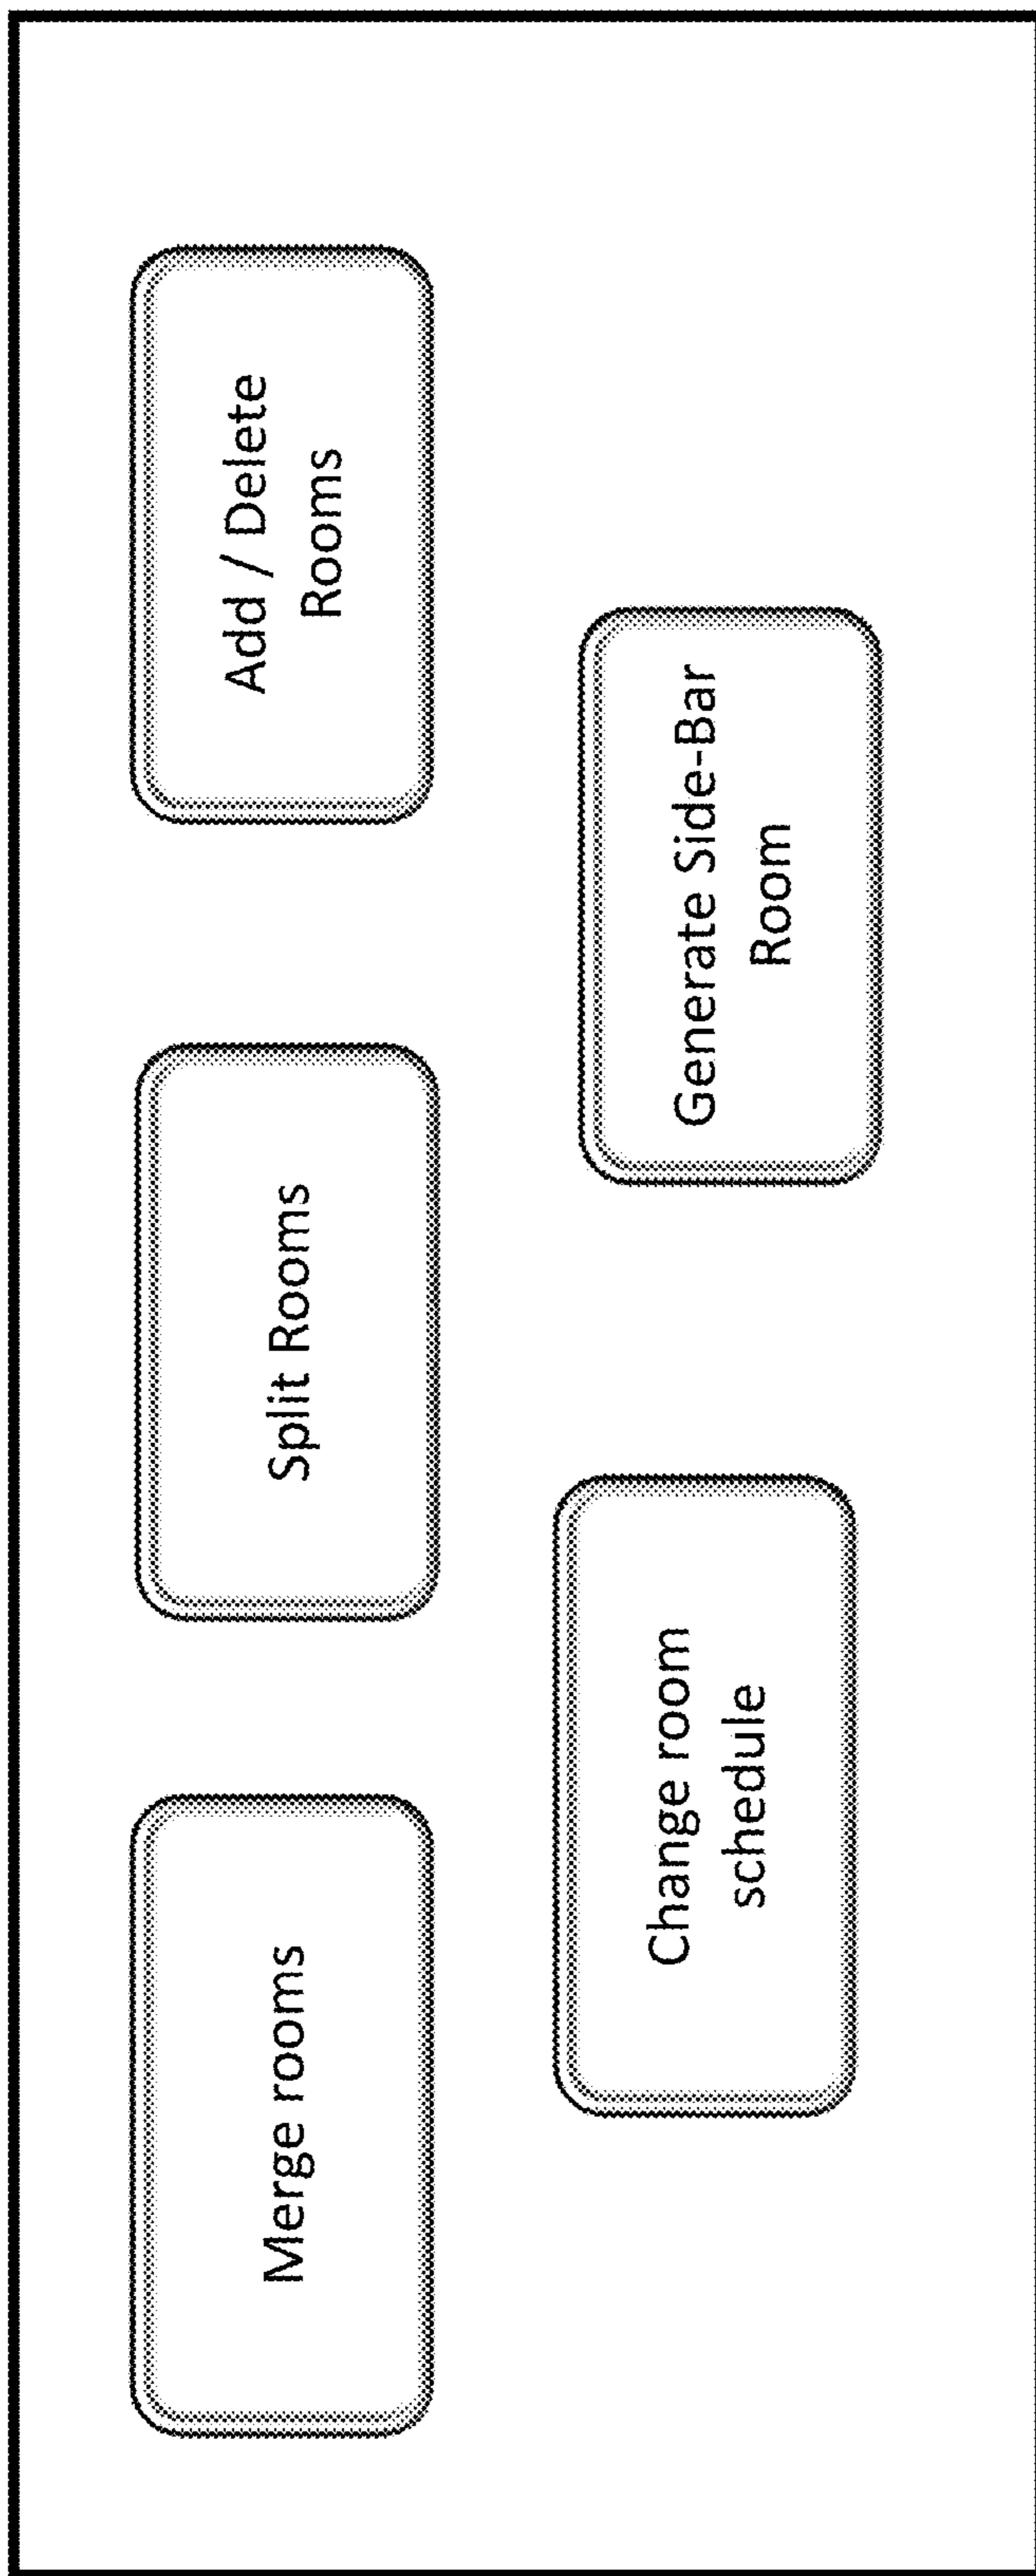 Merge rooms
Split Rooms
Add / Delete
Rooms
Change room
schedule
Generate Side-Bar
Room